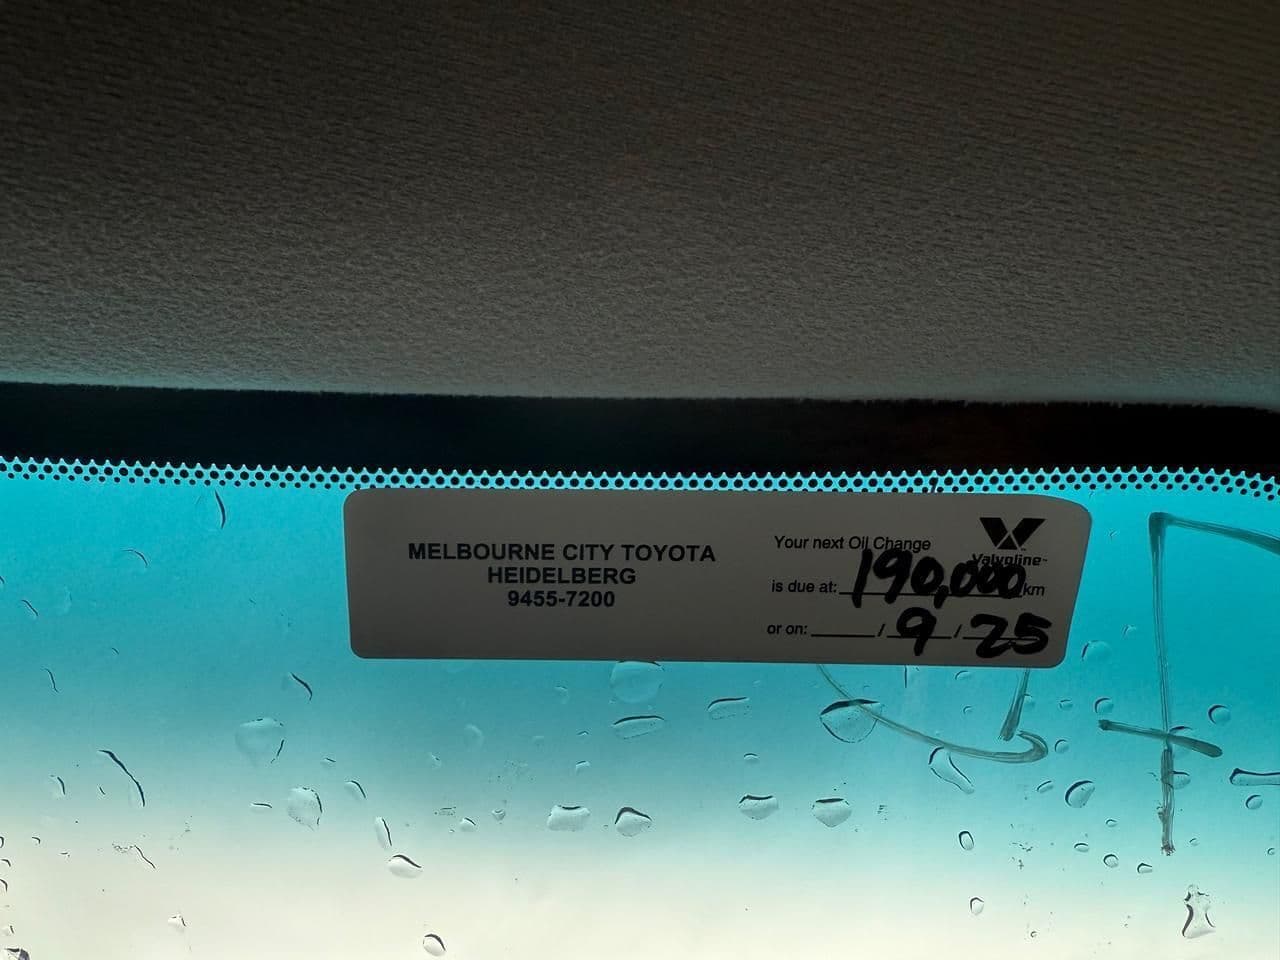 MELBOURNE CITY TOYOTA
HEIDELBERG
9455-7200
Your next Oil Change
Valvoline™
is due at: 190,000 km
or on: / 9 / 25